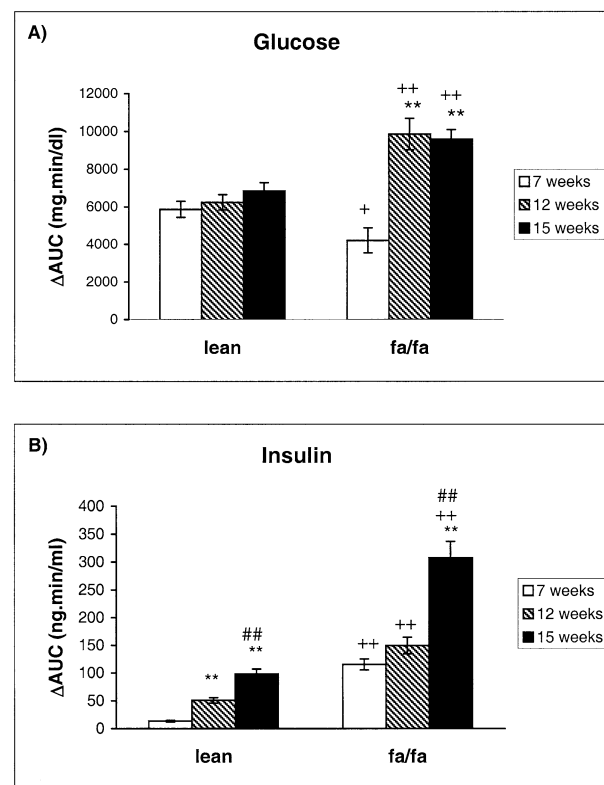 A)
Glucose
ΔAUC (mg.min/dl)
12000
10000
8000
6000
4000
2000
0
+
++
**
++
**
lean
fa/fa
7 weeks
12 weeks
15 weeks
B)
Insulin
ΔAUC (ng.min/ml)
400
350
300
250
200
150
100
50
0
**
##
**
++
++
##
++
**
lean
fa/fa
7 weeks
12 weeks
15 weeks